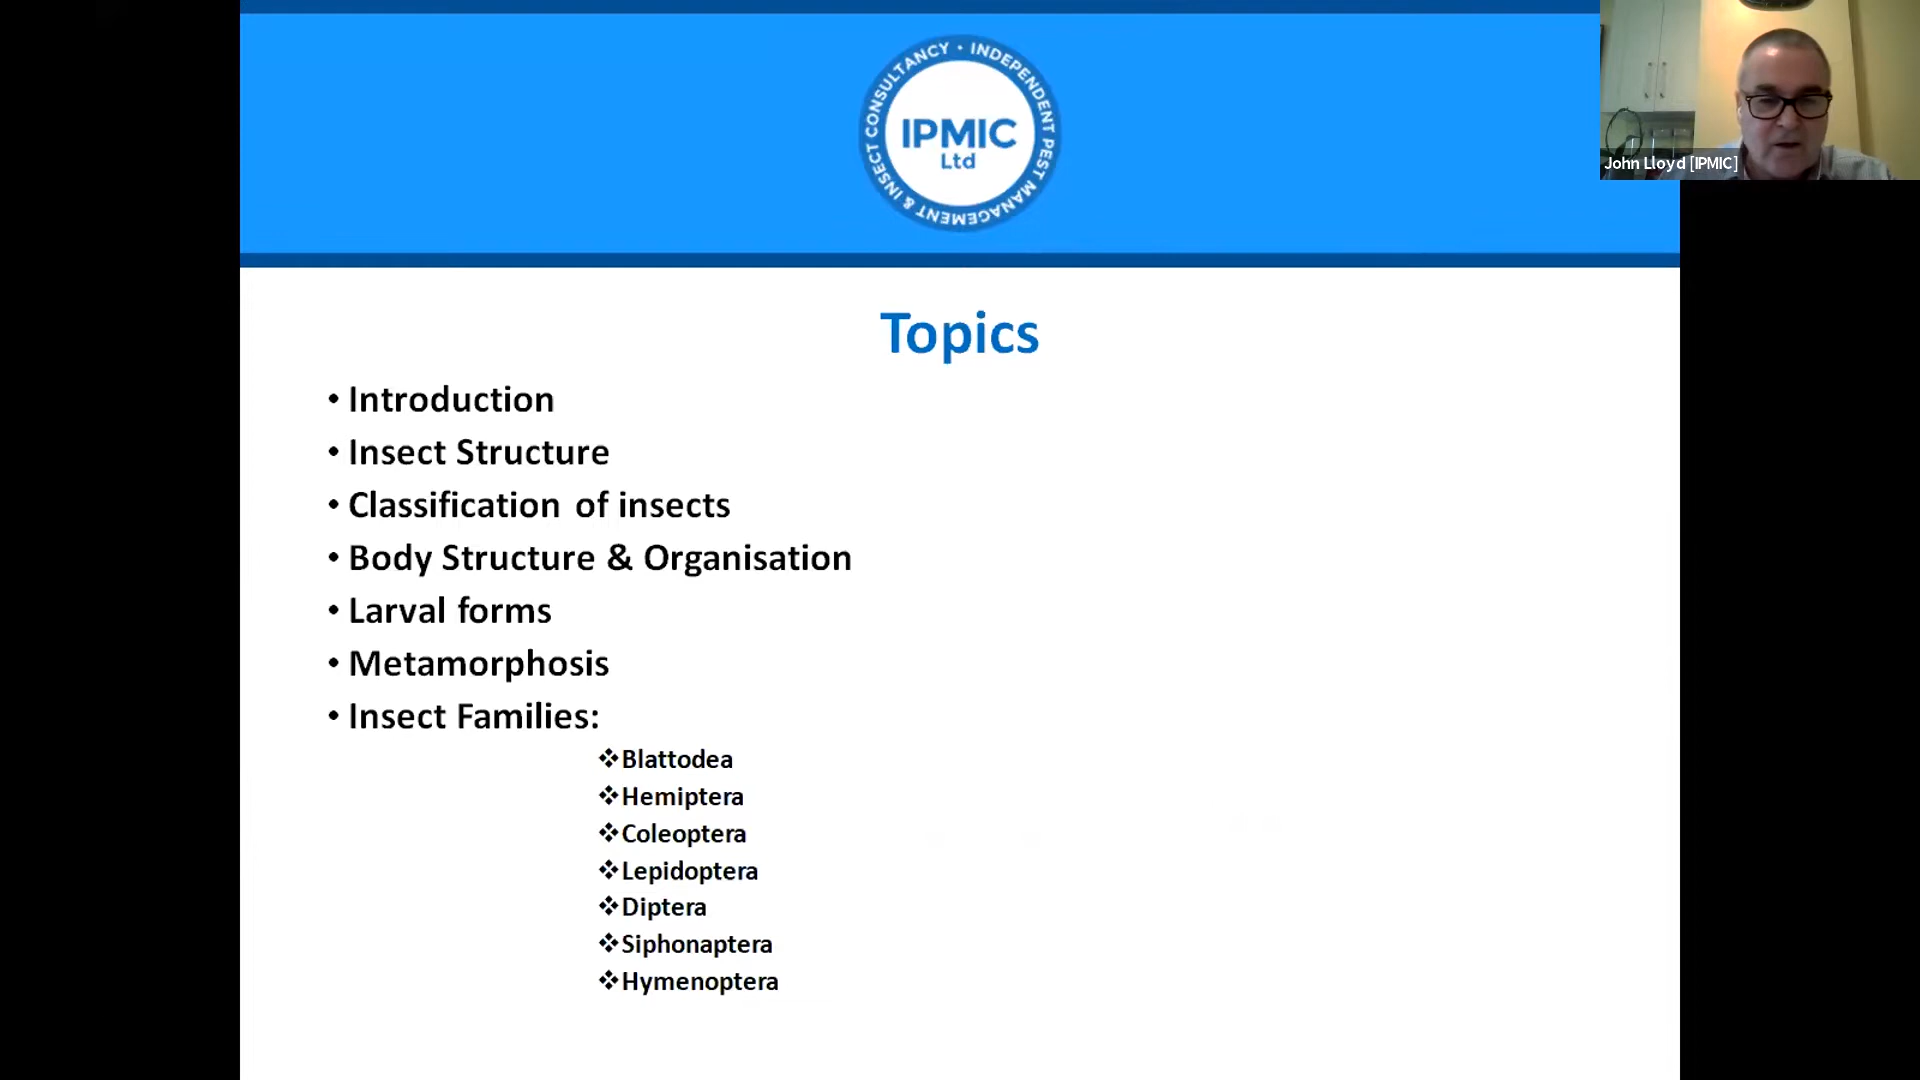 INDEPENDENT PEST MANAGEMENT & INSECT CONSULTANCY •
IPMIC
Ltd
John Lloyd [IPMIC]
Topics
• Introduction
• Insect Structure
• Classification of insects
• Body Structure & Organisation
• Larval forms
• Metamorphosis
• Insect Families:
❖Blattodea
❖Hemiptera
❖Coleoptera
❖Lepidoptera
❖Diptera
❖Siphonaptera
❖Hymenoptera